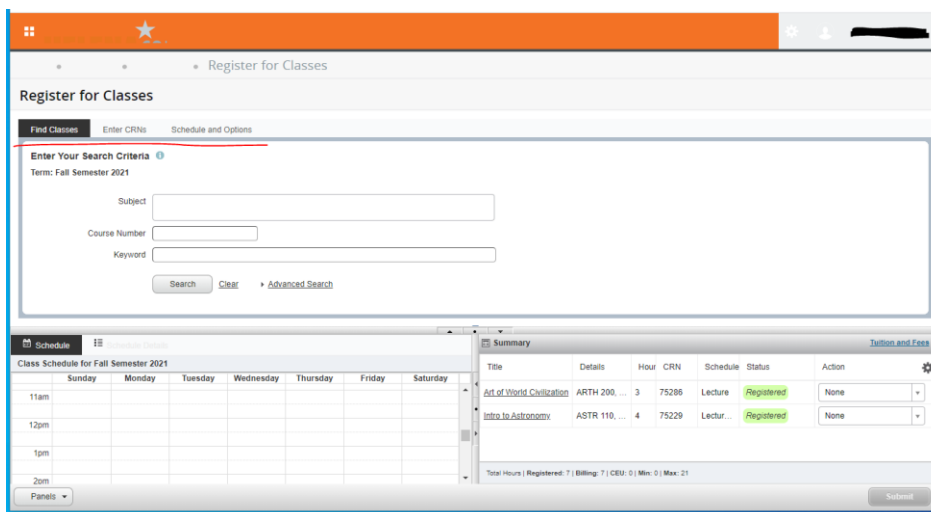 Register for Classes
Register for Classes
Find Classes Enter CRNs Schedule and Options
Enter Your Search Criteria
Term: Fall Semester 2021
Subject
Course Number
Keyword
Search Clear Advanced Search
Schedule Schedule Details
Class Schedule for Fall Semester 2021
Sunday Monday Tuesday Wednesday Thursday Friday Saturday
11am
12pm
1pm
2pm
Summary Tuition and Fees
Title Details Hour CRN Schedule Status Action
Art of World Civilization ARTH 200, ... 3 75286 Lecture Registered None
Intro to Astronomy ASTR 110, ... 4 75229 Lectur... Registered None
Total Hours | Registered: 7 | Billing: 7 | CEU: 0 | Min: 0 | Max: 21
Panels Submit